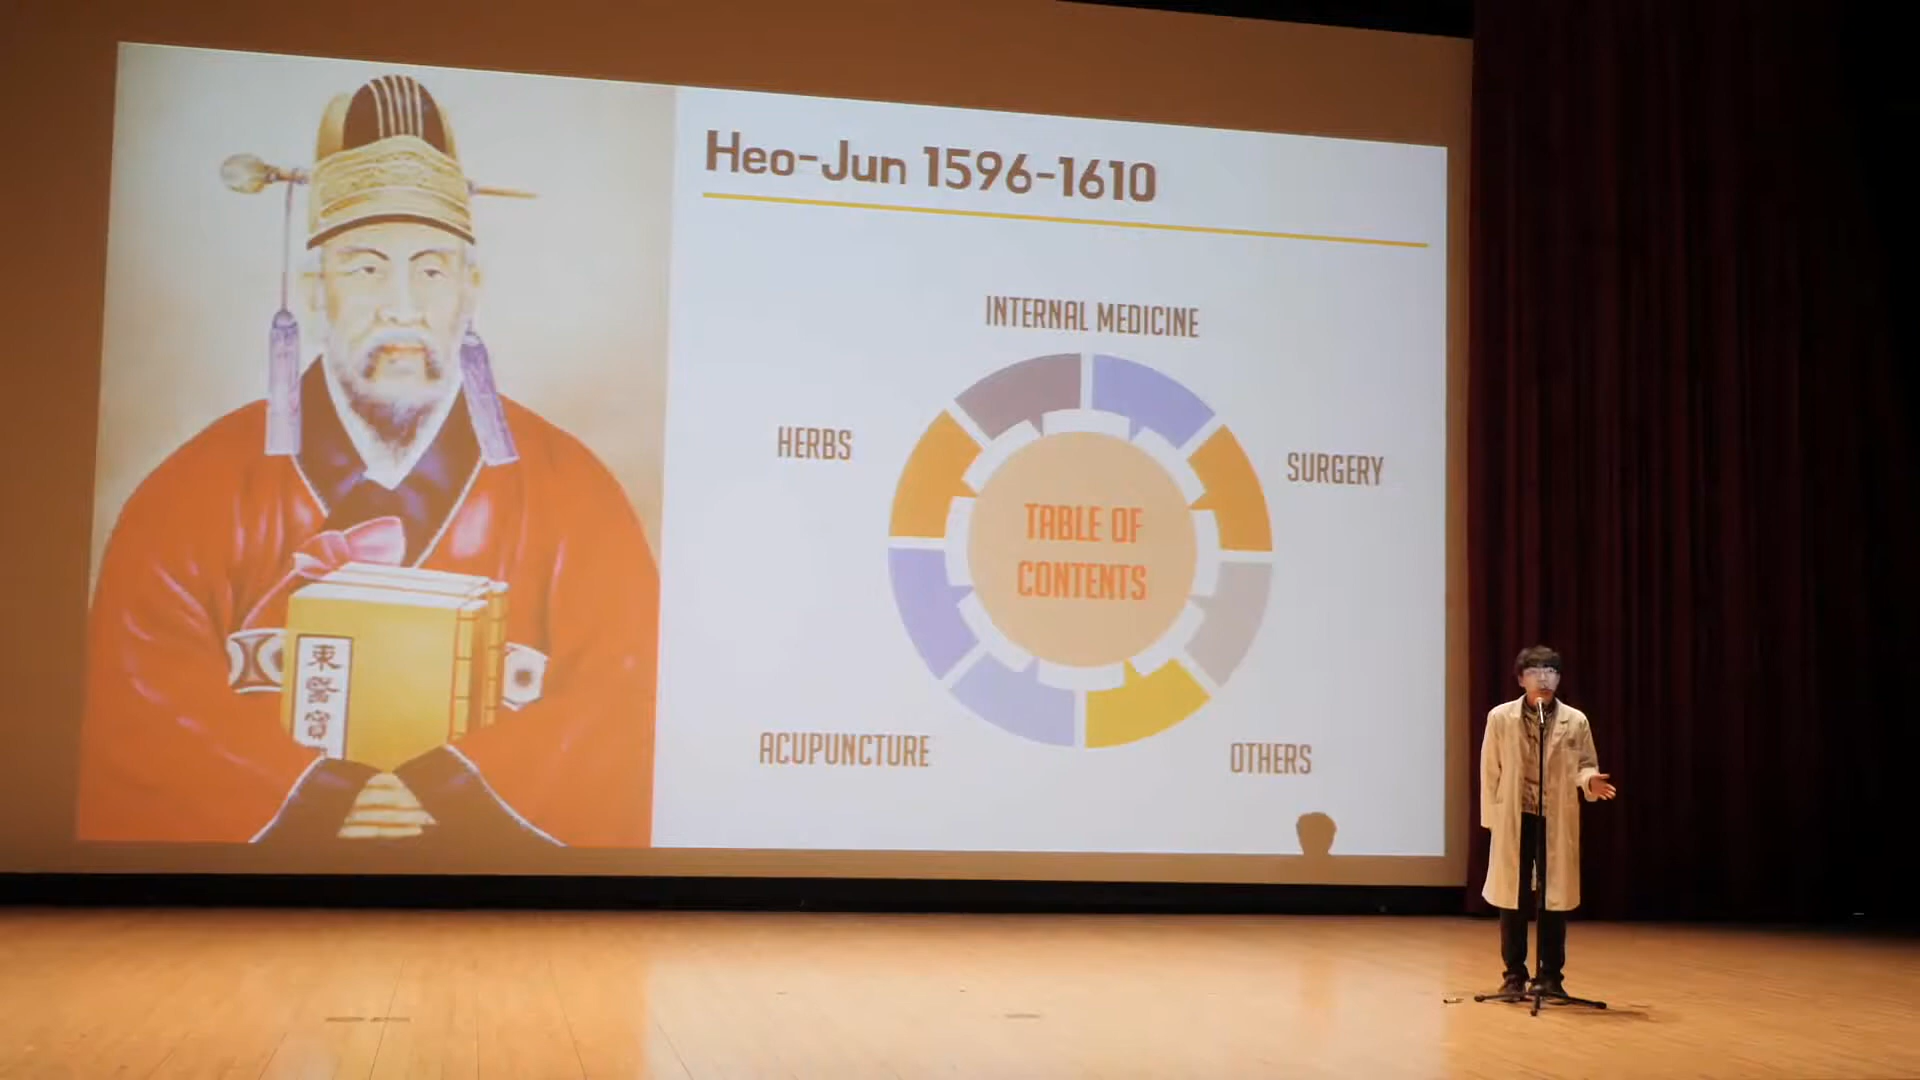 Heo-Jun 1596-1610
INTERNAL MEDICINE
HERBS
SURGERY
TABLE OF
CONTENTS
ACUPUNCTURE
OTHERS
東
醫
寶